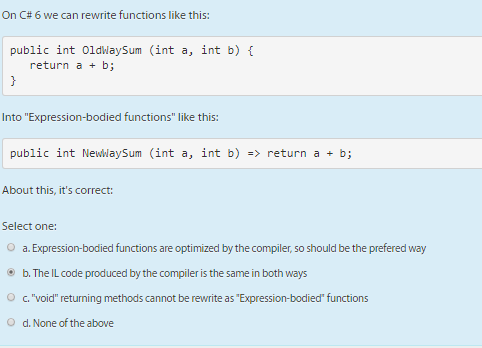 On C# 6 we can rewrite functions like this:
public int OldWaySum (int a, int b) {
return a + b;
}
Into "Expression-bodied functions" like this:
public int NewWaySum (int a, int b) => return a + b;
About this, it's correct:
Select one:
a. Expression-bodied functions are optimized by the compiler, so should be the prefered way
b. The IL code produced by the compiler is the same in both ways
c. "void" returning methods cannot be rewrite as "Expression-bodied" functions
d. None of the above